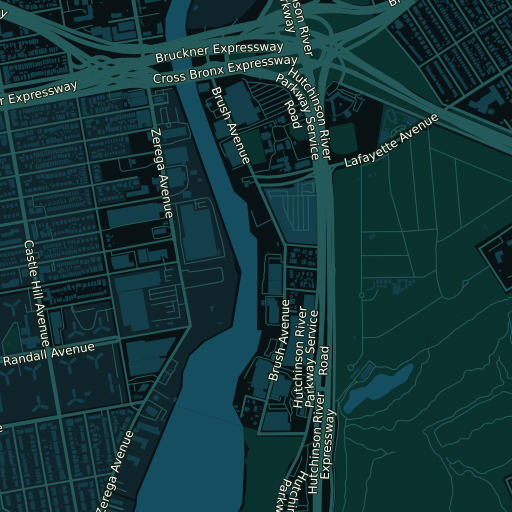 Bruckner Expressway
Cross Bronx Expressway
Expressway
Hutchinson River
Parkway Service
Road
Brush Avenue
Zerega Avenue
Lafayette Avenue
Castle Hill Avenue
Randall Avenue
Brush Avenue
Hutchinson River
Parkway Service
Road
Hutchinson River
Expressway
Zerega Avenue